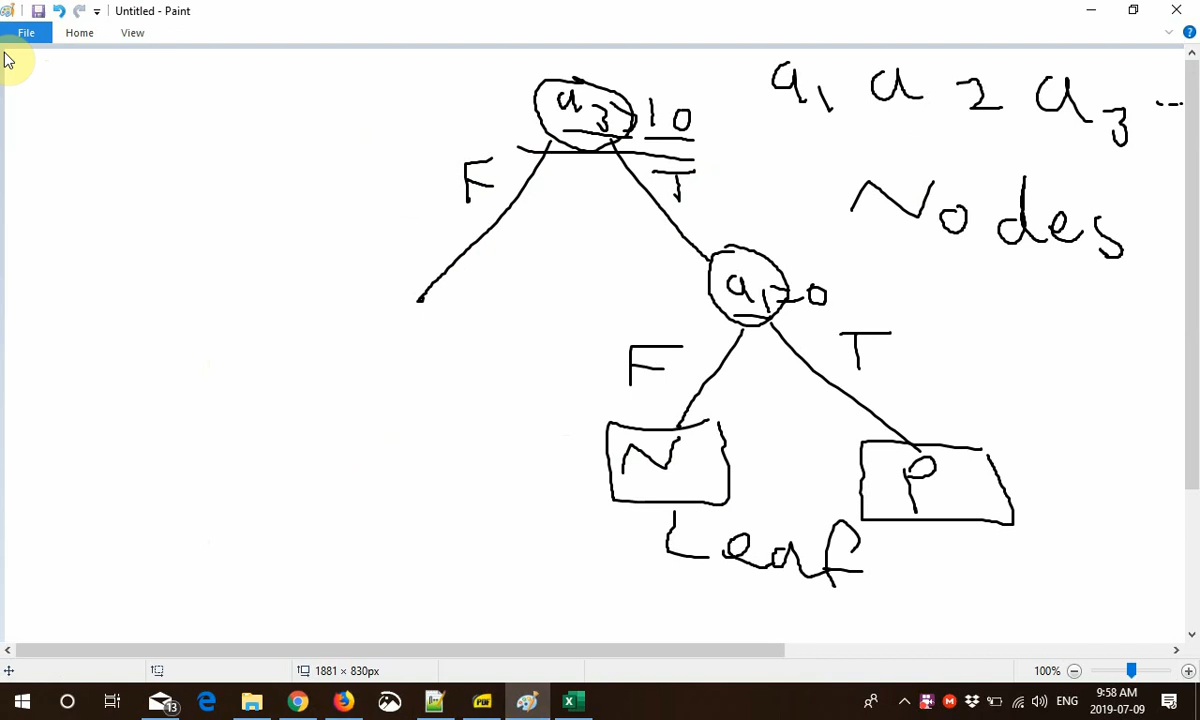 Untitled - Paint
File Home View
a1 a2 a3 ...
a3 > 10
Nodes
F T
a1 > 0
F T
N P
Leaf
1881 × 830px
100%
13
ENG
9:58 AM
2019-07-09